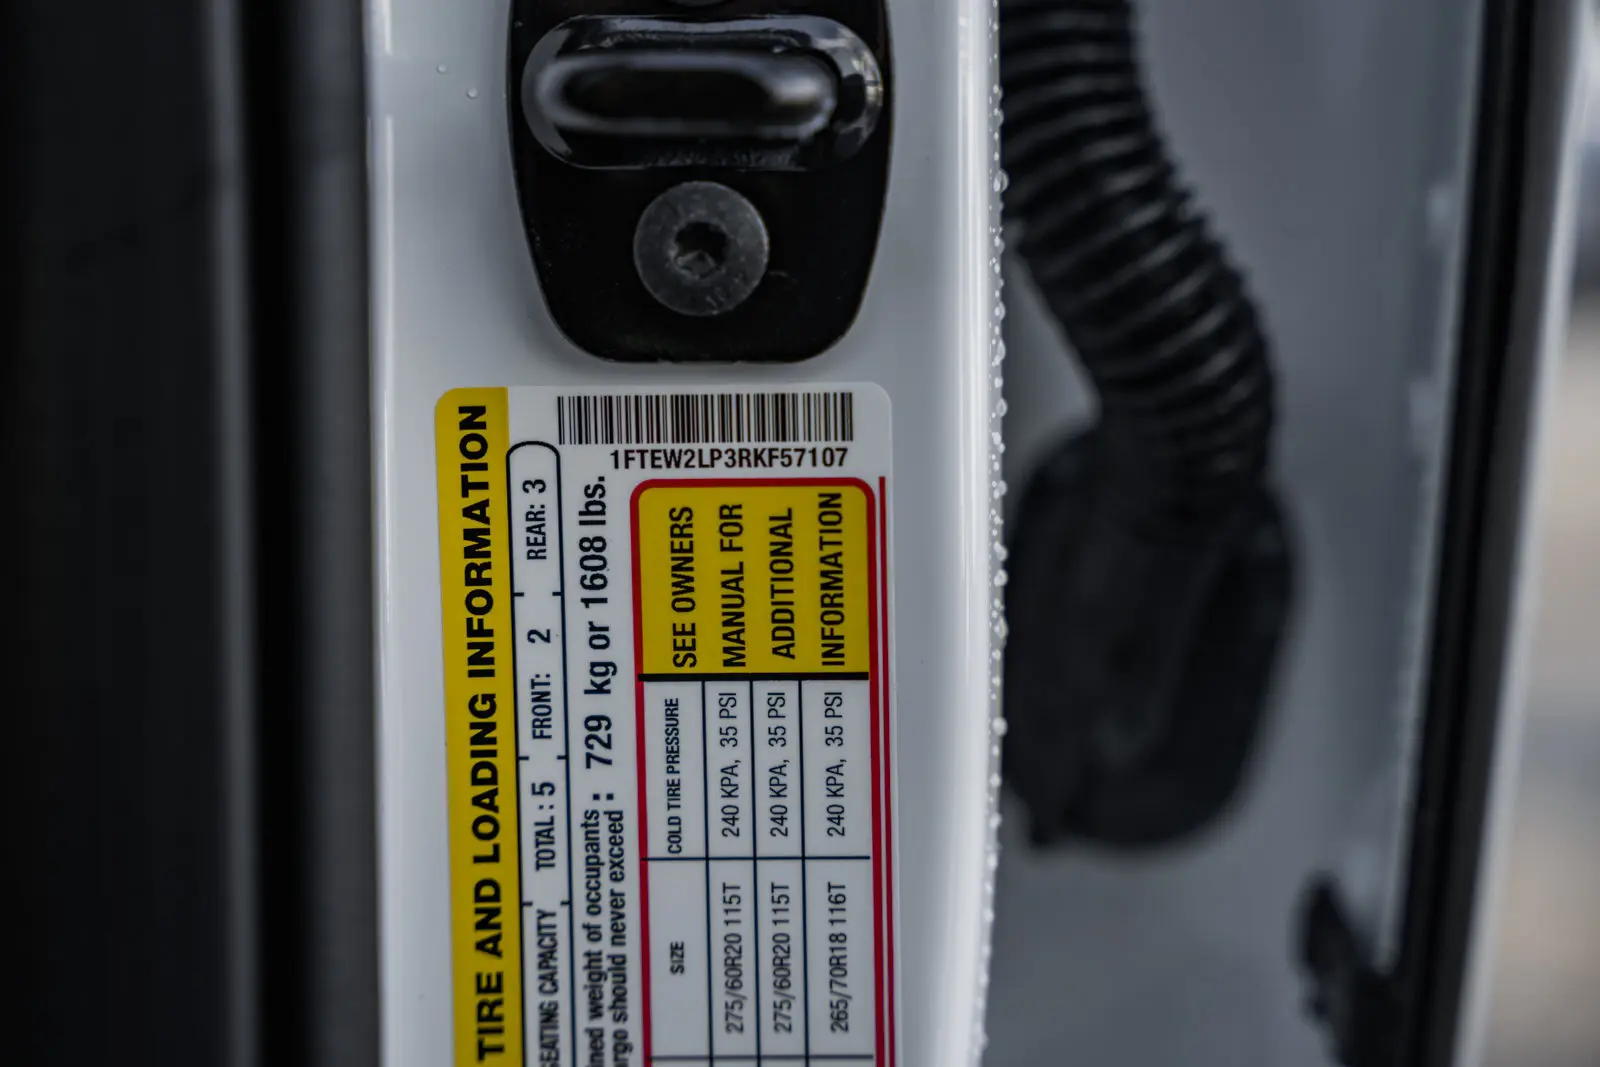 1FTEW2LP3RKF57107
TIRE AND LOADING INFORMATION
SEATING CAPACITY TOTAL : 5 FRONT: 2 REAR: 3
weight of occupants : 729 kg or 1608 lbs.
should never exceed
SIZE COLD TIRE PRESSURE SEE OWNERS
275/60R20 115T 240 KPA, 35 PSI MANUAL FOR
275/60R20 115T 240 KPA, 35 PSI ADDITIONAL
265/70R18 116T 240 KPA, 35 PSI INFORMATION